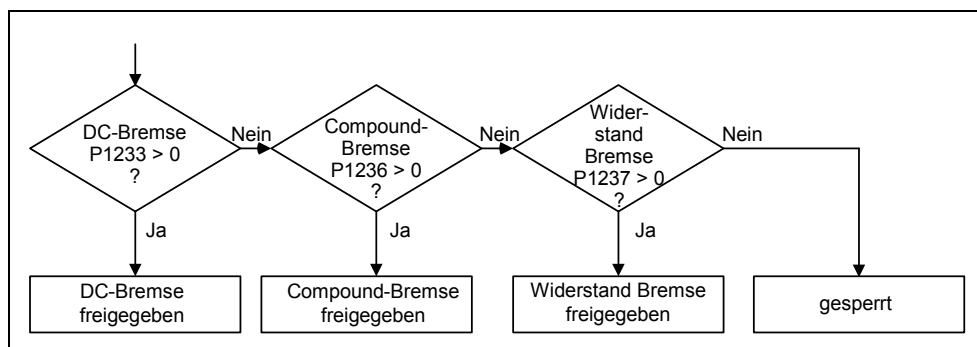 DC-Bremse
P1233 > 0
?
Nein
Compound-
Bremse
P1236 > 0
?
Nein
Wider-
stand
Bremse
P1237 > 0
?
Nein
Ja
Ja
Ja
DC-Bremse
freigegeben
Compound-Bremse
freigegeben
Widerstand Bremse
freigegeben
gesperrt